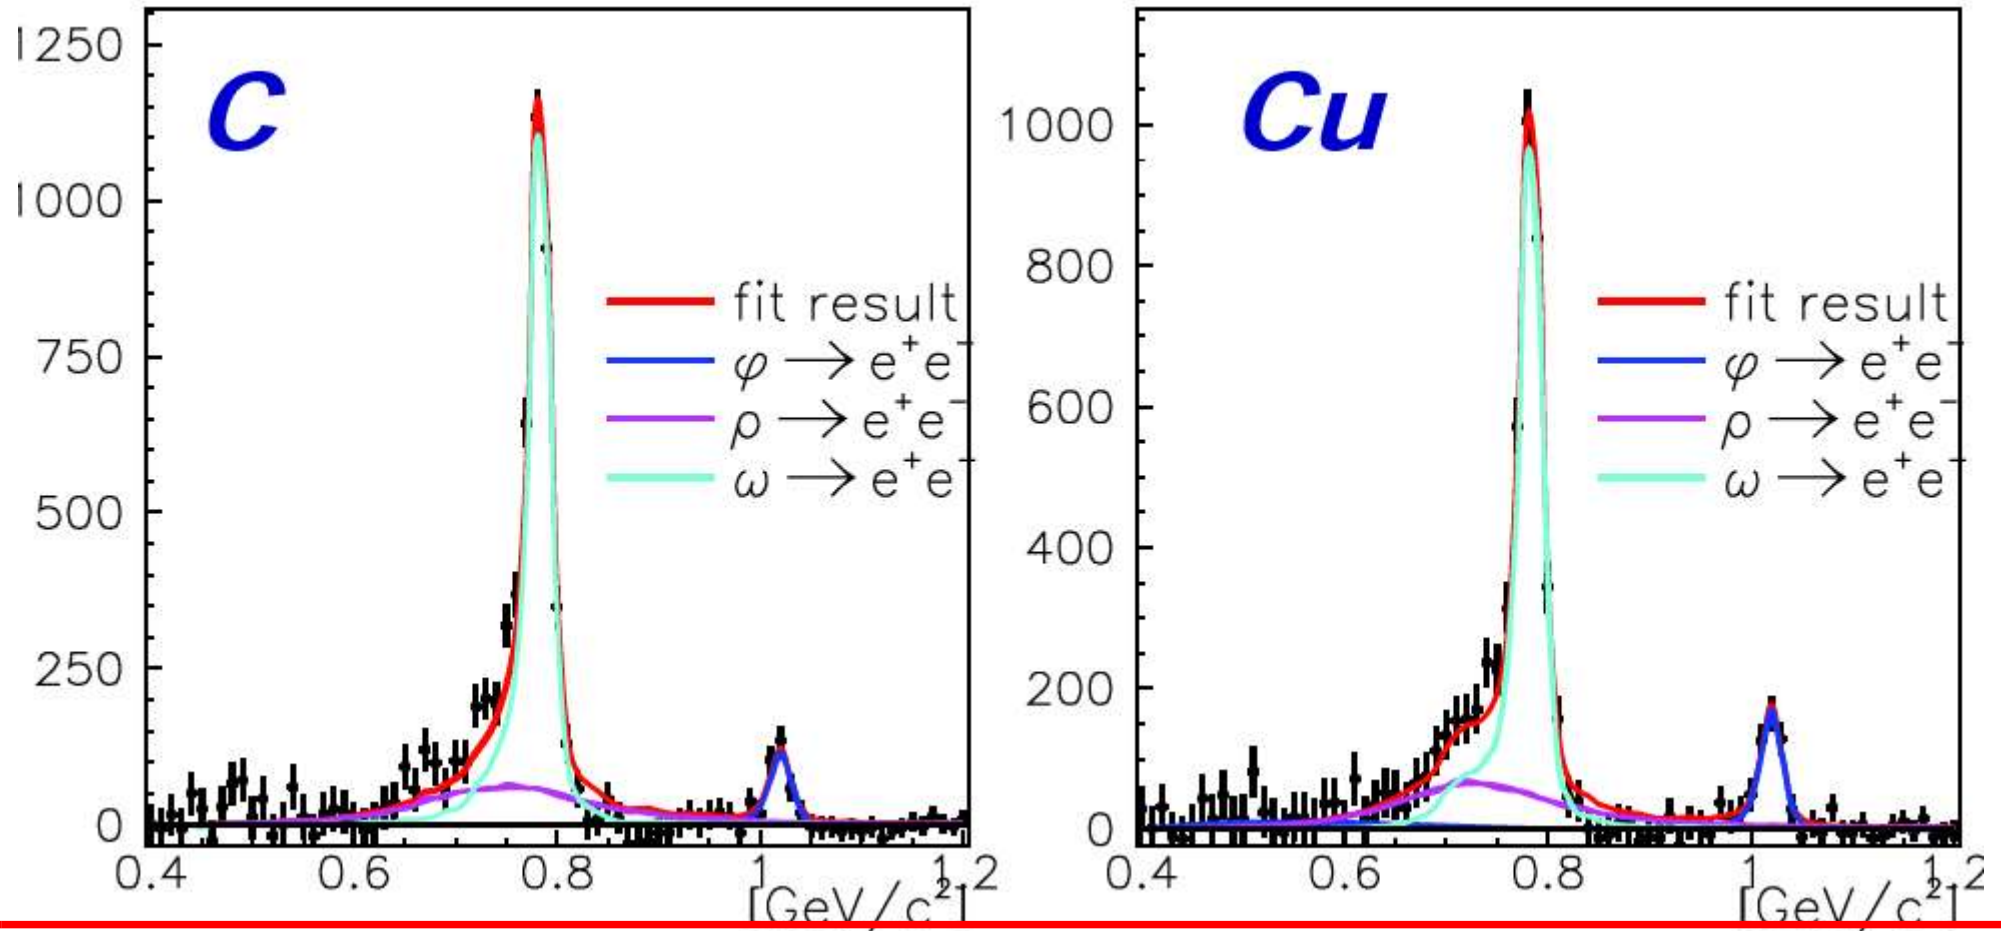 C
1250
1000
750
500
250
0
0.4 0.6 0.8 1 1.2
[GeV/c²]
fit result
φ → e⁺e⁻
ρ → e⁺e⁻
ω → e⁺e⁻
Cu
1000
800
600
400
200
0
0.4 0.6 0.8 1 1.2
[GeV/c²]
fit result
φ → e⁺e⁻
ρ → e⁺e⁻
ω → e⁺e⁻